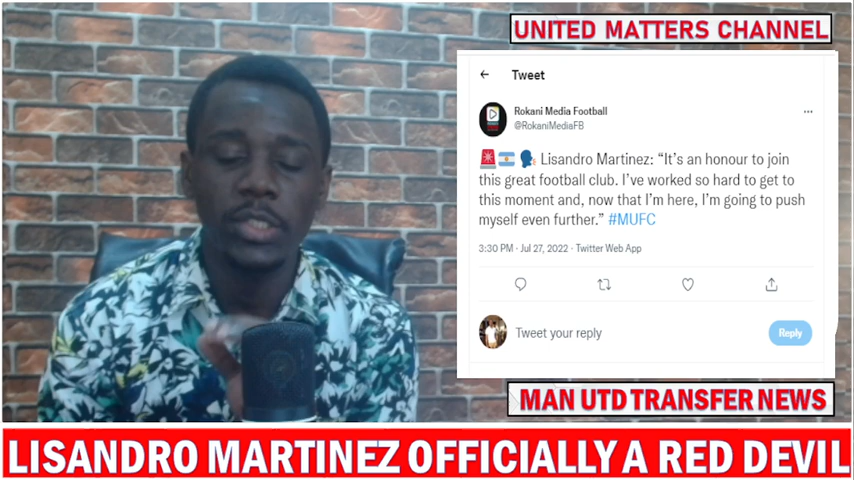 UNITED MATTERS CHANNEL
← Tweet
Rokani Media Football
@RokaniMediaFB
🚨🇦🇷 🗣 Lisandro Martinez: “It’s an honour to join
this great football club. I’ve worked so hard to get to
this moment and, now that I’m here, I’m going to push
myself even further.” #MUFC
3:30 PM · Jul 27, 2022 · Twitter Web App
Tweet your reply
Reply
MAN UTD TRANSFER NEWS
LISANDRO MARTINEZ OFFICIALLY A RED DEVIL